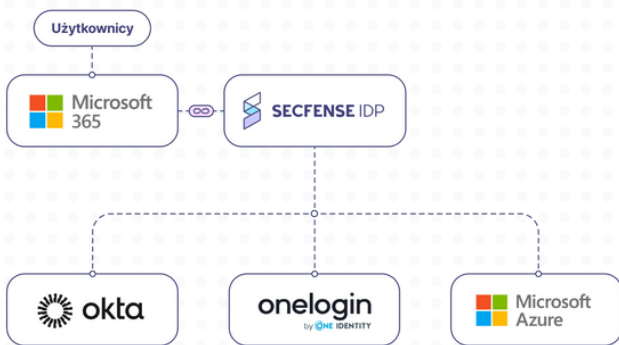 Użytkownicy
Microsoft
365
SECFENSE IDP
okta
onelogin
by ONE IDENTITY
Microsoft
Azure